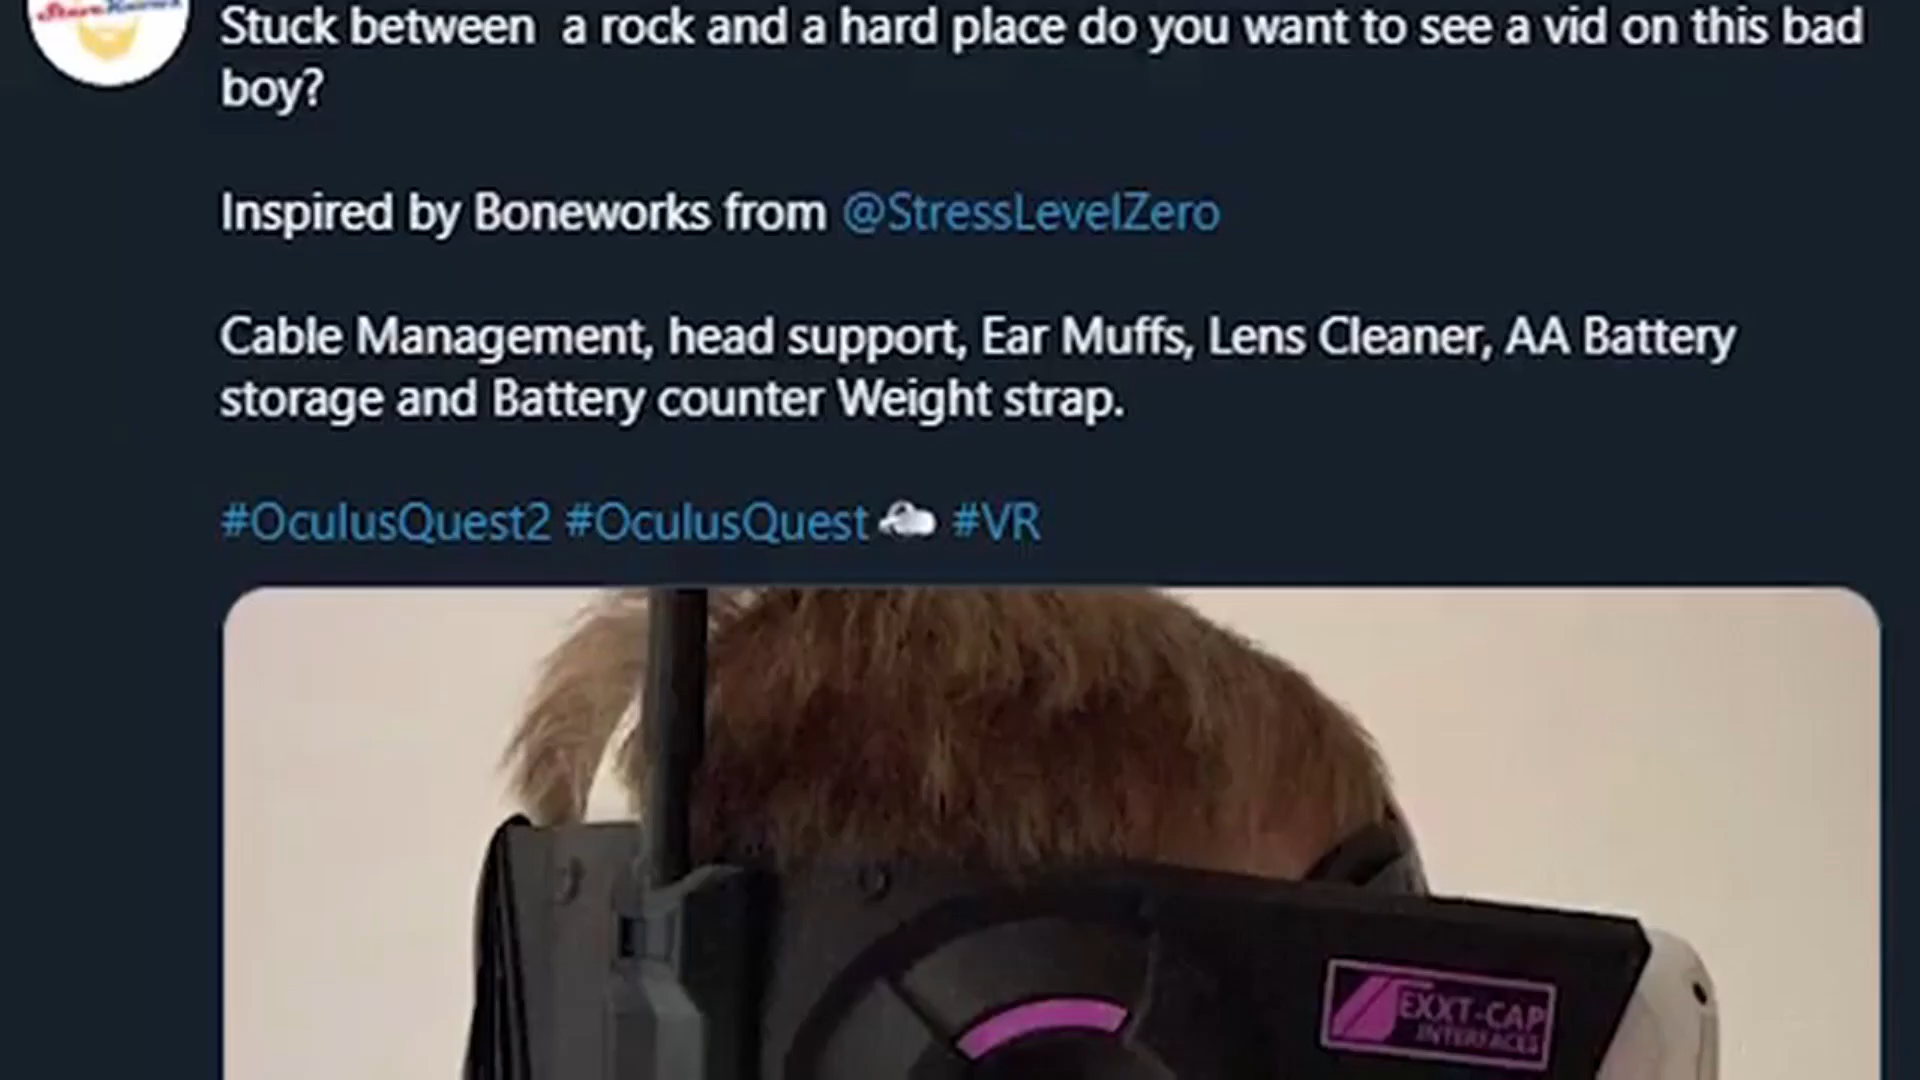 Stuck between a rock and a hard place do you want to see a vid on this bad
boy?
Inspired by Boneworks from @StressLevelZero
Cable Management, head support, Ear Muffs, Lens Cleaner, AA Battery
storage and Battery counter Weight strap.
#OculusQuest2 #OculusQuest #VR
EXXT-CAP
INTERFACES